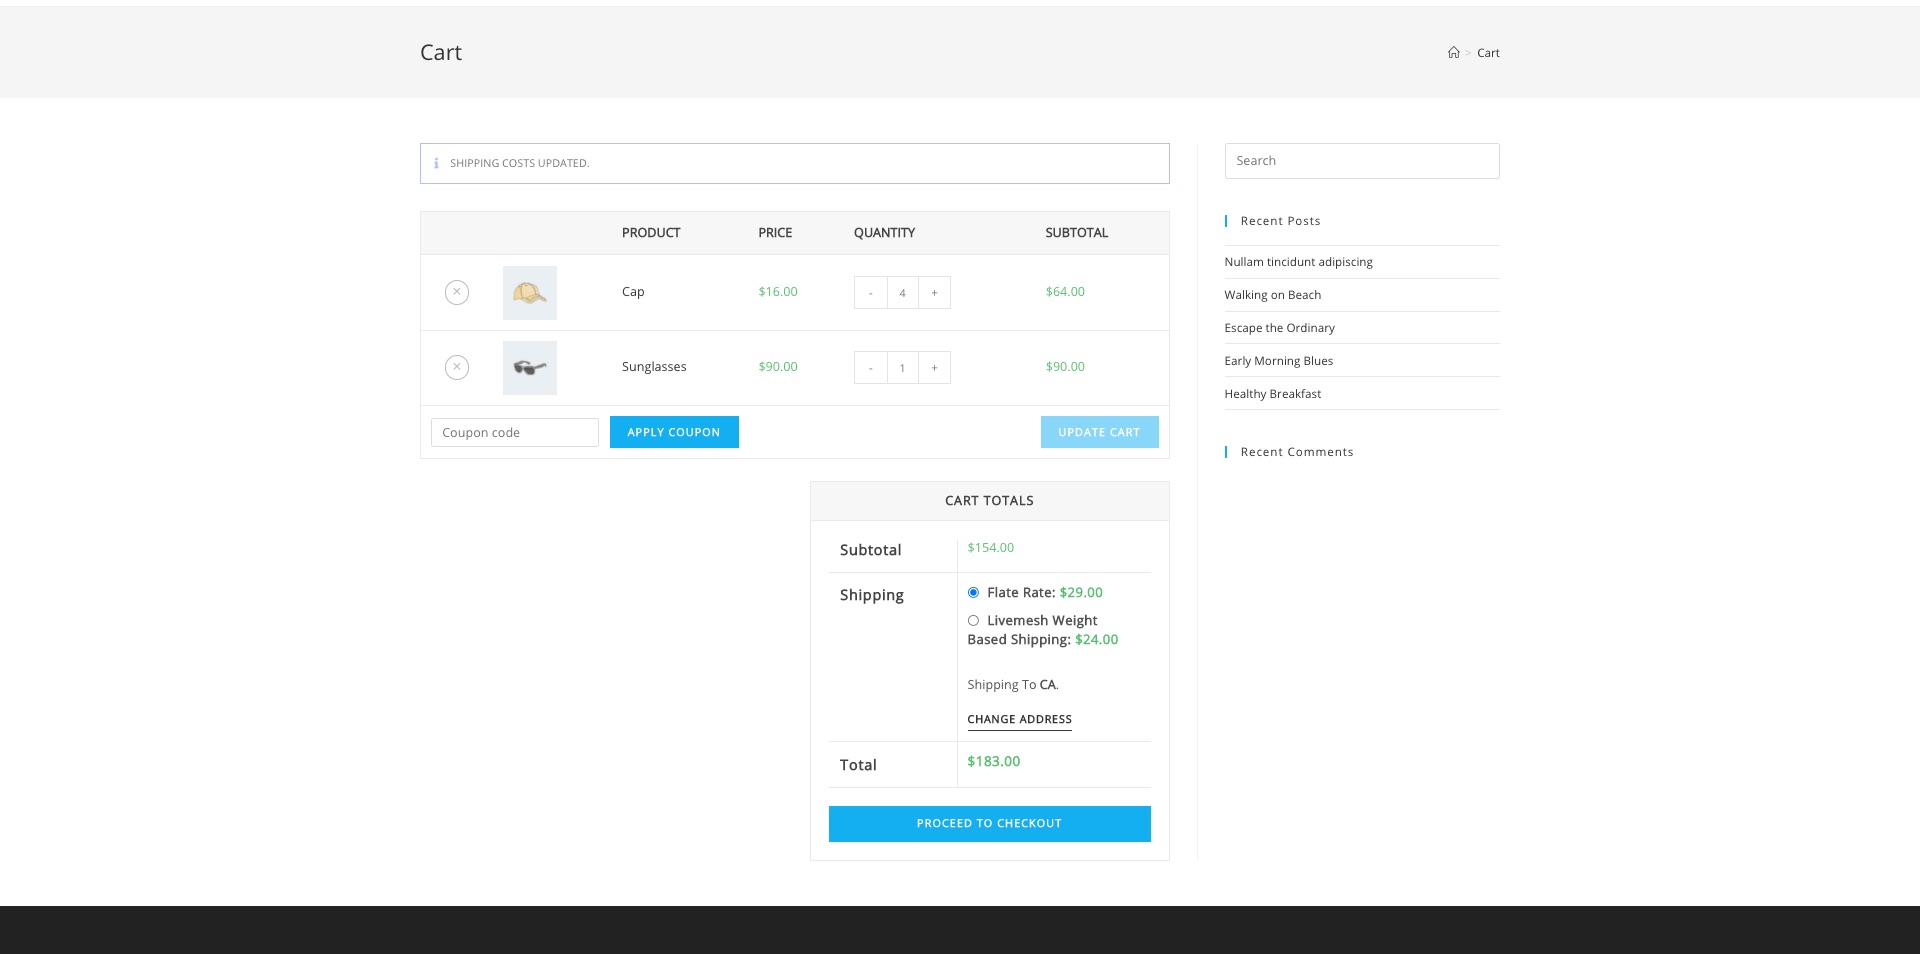 Cart
> Cart
SHIPPING COSTS UPDATED.
PRODUCT PRICE QUANTITY SUBTOTAL
× Cap $16.00 - 4 + $64.00
× Sunglasses $90.00 - 1 + $90.00
Coupon code APPLY COUPON UPDATE CART
CART TOTALS
Subtotal $154.00
Shipping Flate Rate: $29.00
Livemesh Weight
Based Shipping: $24.00
Shipping To CA.
CHANGE ADDRESS
Total $183.00
PROCEED TO CHECKOUT
Search
Recent Posts
Nullam tincidunt adipiscing
Walking on Beach
Escape the Ordinary
Early Morning Blues
Healthy Breakfast
Recent Comments